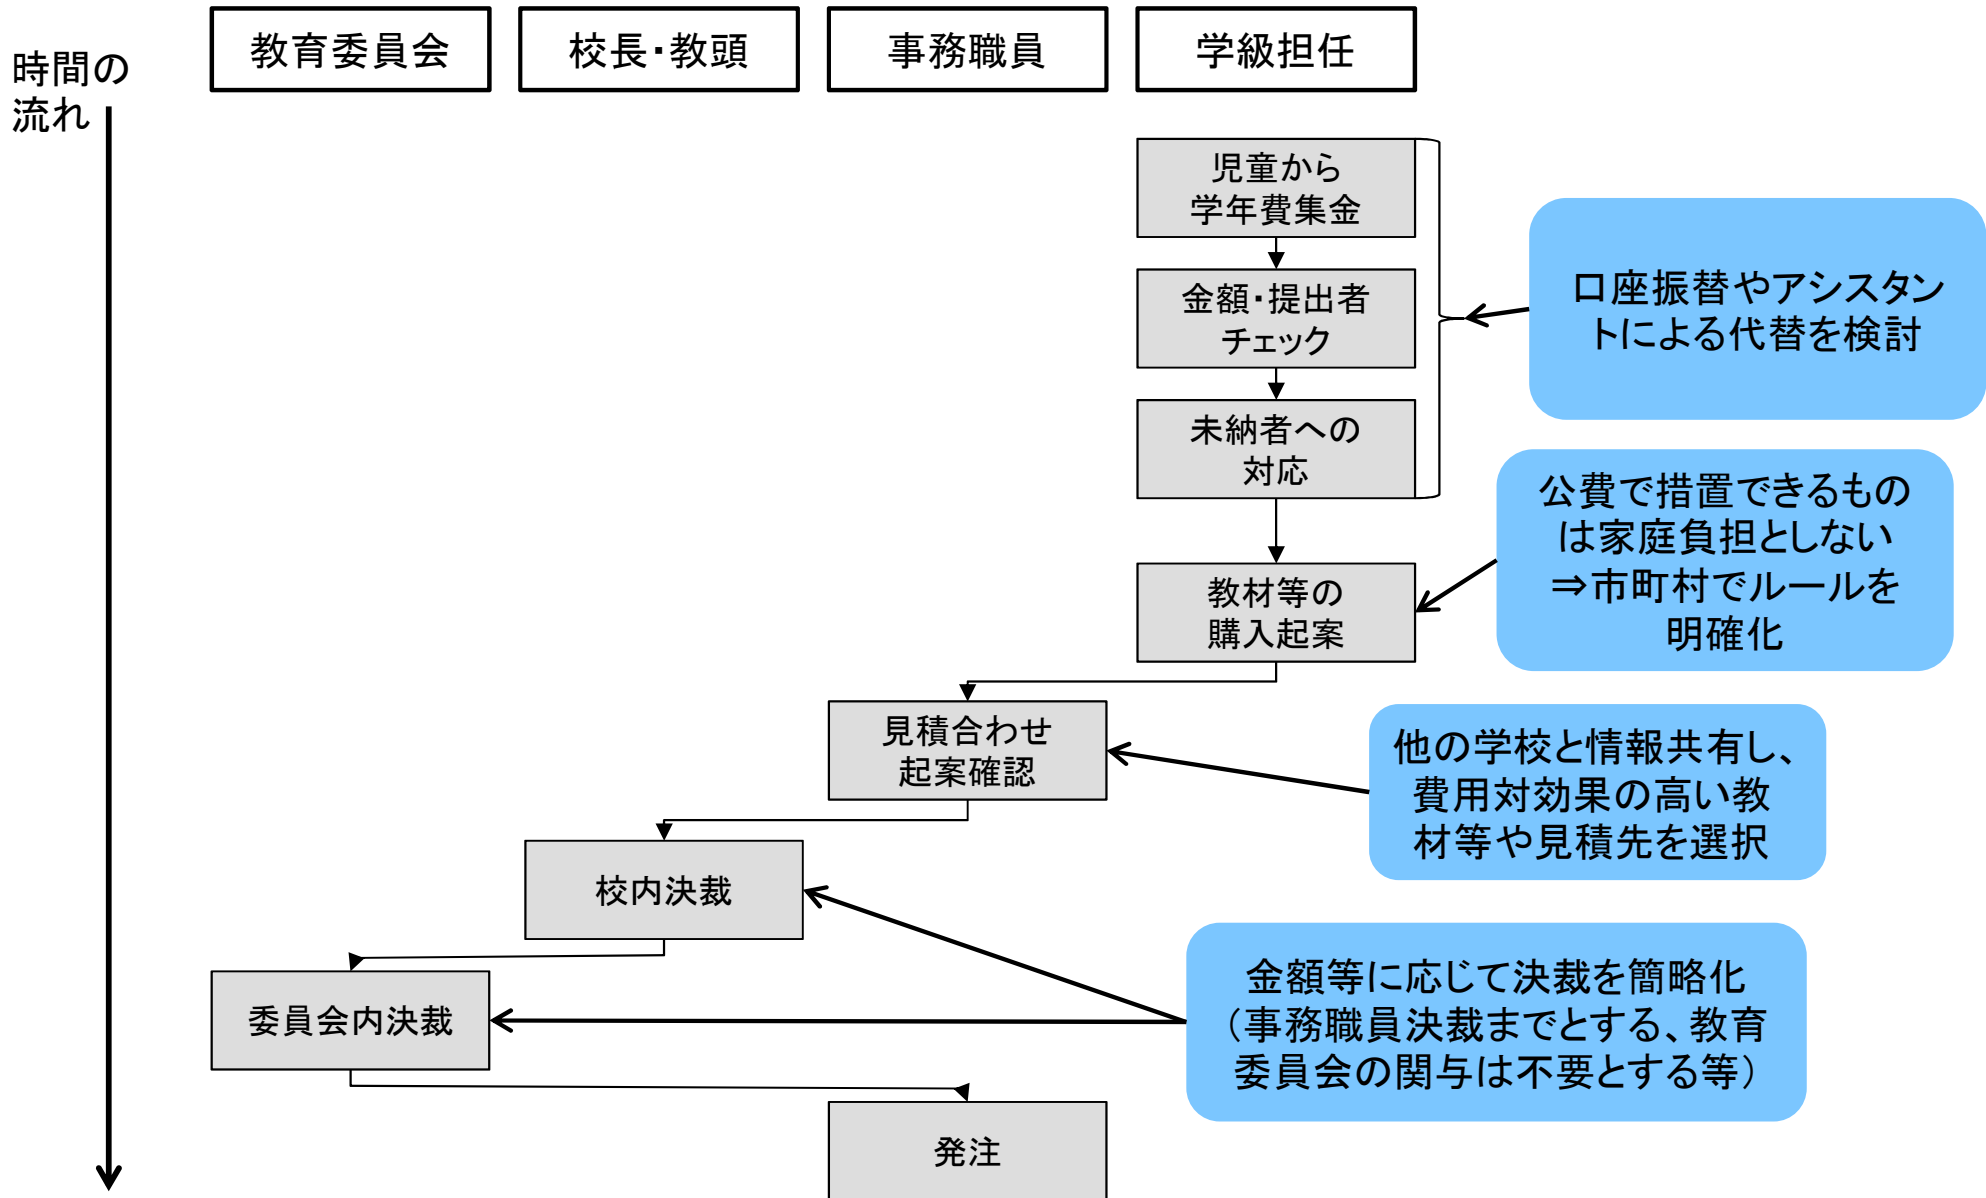 時間の
流れ
教育委員会
校長・教頭
事務職員
学級担任
児童から
学年費集金
金額・提出者
チェック
未納者への
対応
口座振替やアシスタン
トによる代替を検討
公費で措置できるもの
は家庭負担としない
⇒市町村でルールを
明確化
教材等の
購入起案
見積合わせ
起案確認
他の学校と情報共有し、
費用対効果の高い教
材等や見積先を選択
校内決裁
委員会内決裁
金額等に応じて決裁を簡略化
（事務職員決裁までとする、教育
委員会の関与は不要とする等）
発注